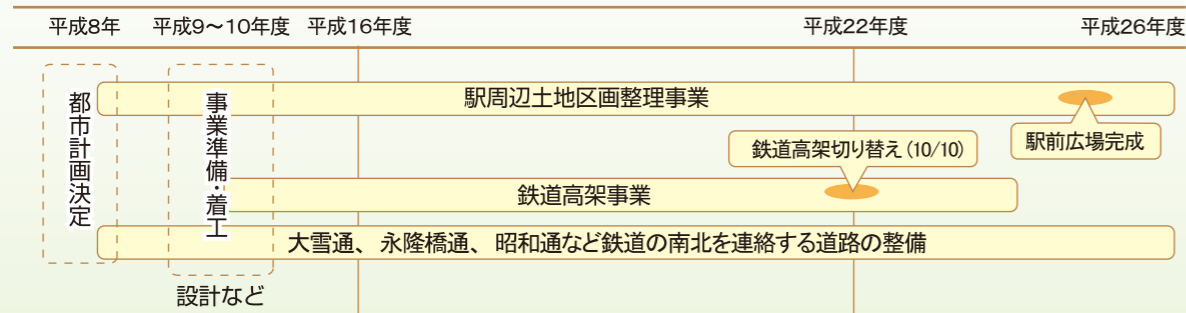 平成8年 平成9～10年度 平成16年度 平成22年度 平成26年度
都市計画決定
事業準備・着工
駅周辺土地区画整理事業
駅前広場完成
鉄道高架切り替え(10/10)
鉄道高架事業
大雪通、永隆橋通、昭和通など鉄道の南北を連絡する道路の整備
設計など